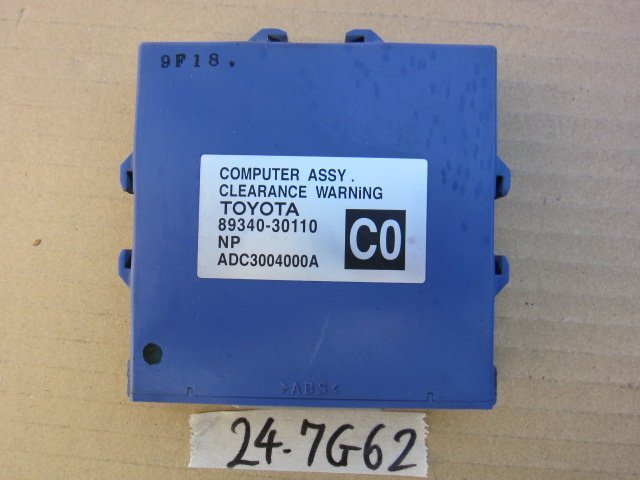 9F18.
COMPUTER ASSY.
CLEARANCE WARNiNG
TOYOTA
89340-30110
NP
ADC3004000A
C0
>ABS<
24-7G62